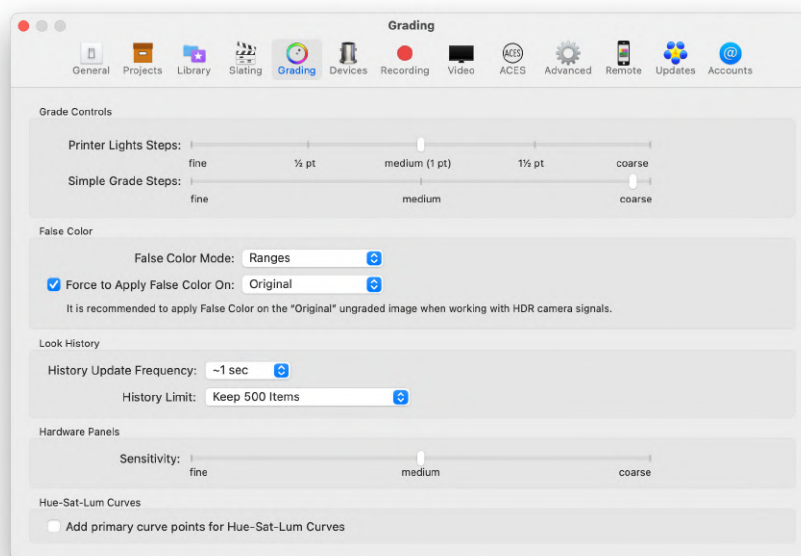 Grading
General Projects Library Slating Grading Devices Recording Video ACES Advanced Remote Updates Accounts
Grade Controls
Printer Lights Steps:
fine ½ pt medium (1 pt) 1½ pt coarse
Simple Grade Steps:
fine medium coarse
False Color
False Color Mode: Ranges
Force to Apply False Color On: Original
It is recommended to apply False Color on the "Original" ungraded image when working with HDR camera signals.
Look History
History Update Frequency: ~1 sec
History Limit: Keep 500 Items
Hardware Panels
Sensitivity:
fine medium coarse
Hue-Sat-Lum Curves
Add primary curve points for Hue-Sat-Lum Curves